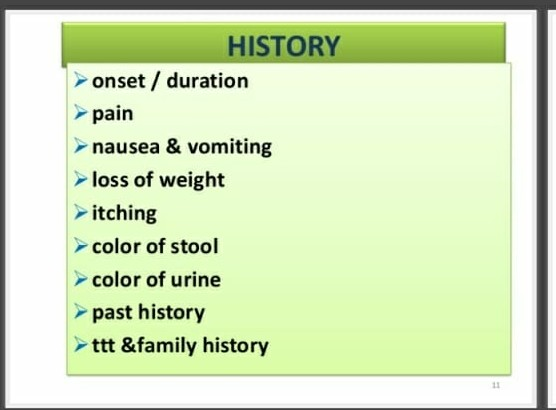 HISTORY
➢onset / duration
➢pain
➢nausea & vomiting
➢loss of weight
➢itching
➢color of stool
➢color of urine
➢past history
➢ttt &family history
11